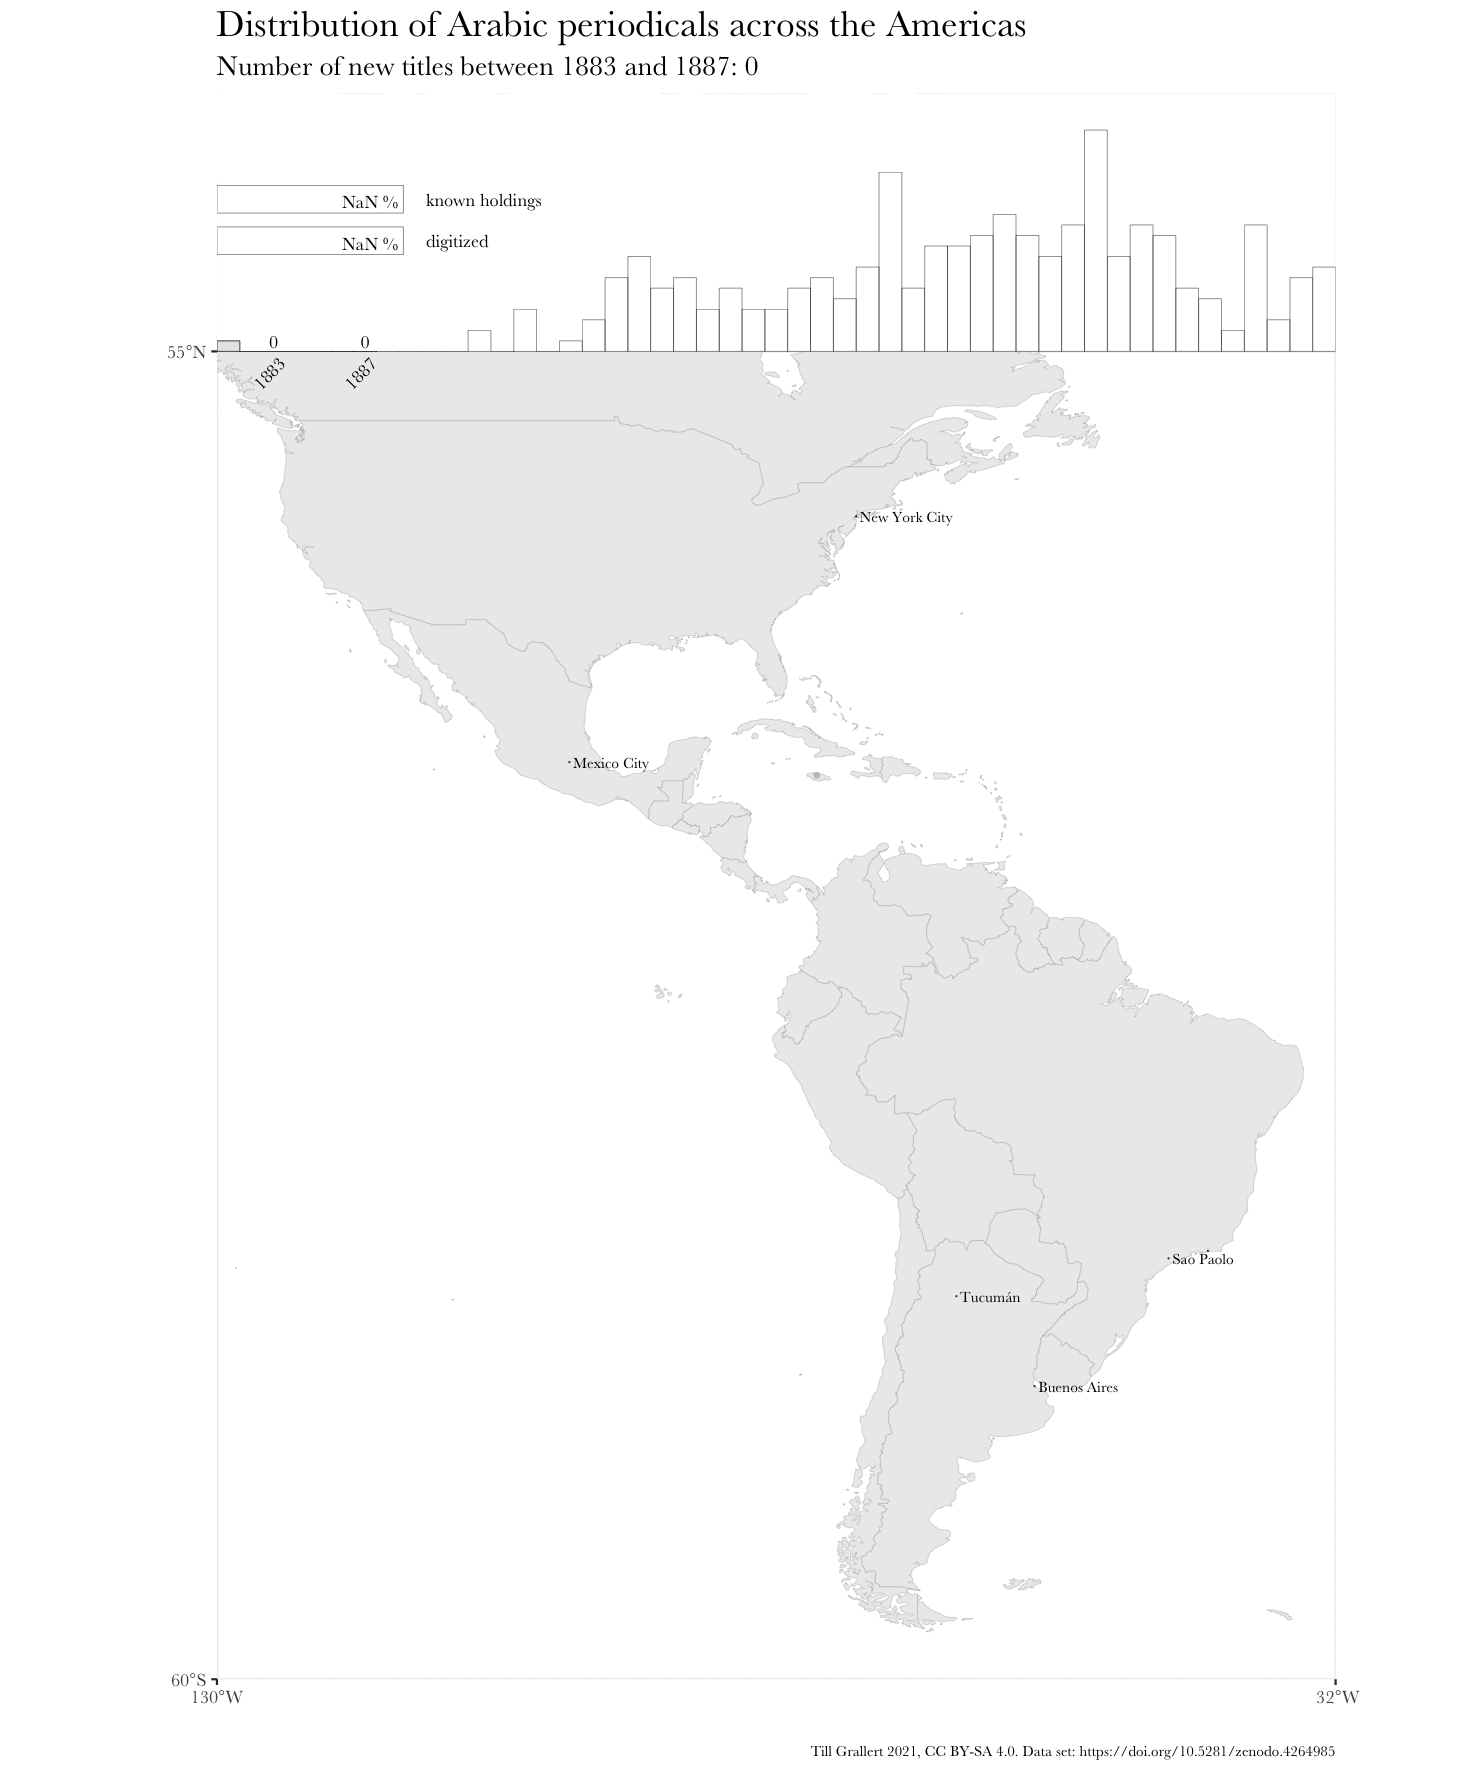 Distribution of Arabic periodicals across the Americas
Number of new titles between 1883 and 1887: 0
NaN % known holdings
NaN % digitized
0 0
55°N
1883 1887
New York City
Mexico City
Sao Paolo
Tucumán
Buenos Aires
60°S
130°W 32°W
Till Grallert 2021, CC BY-SA 4.0. Data set: https://doi.org/10.5281/zenodo.4264985